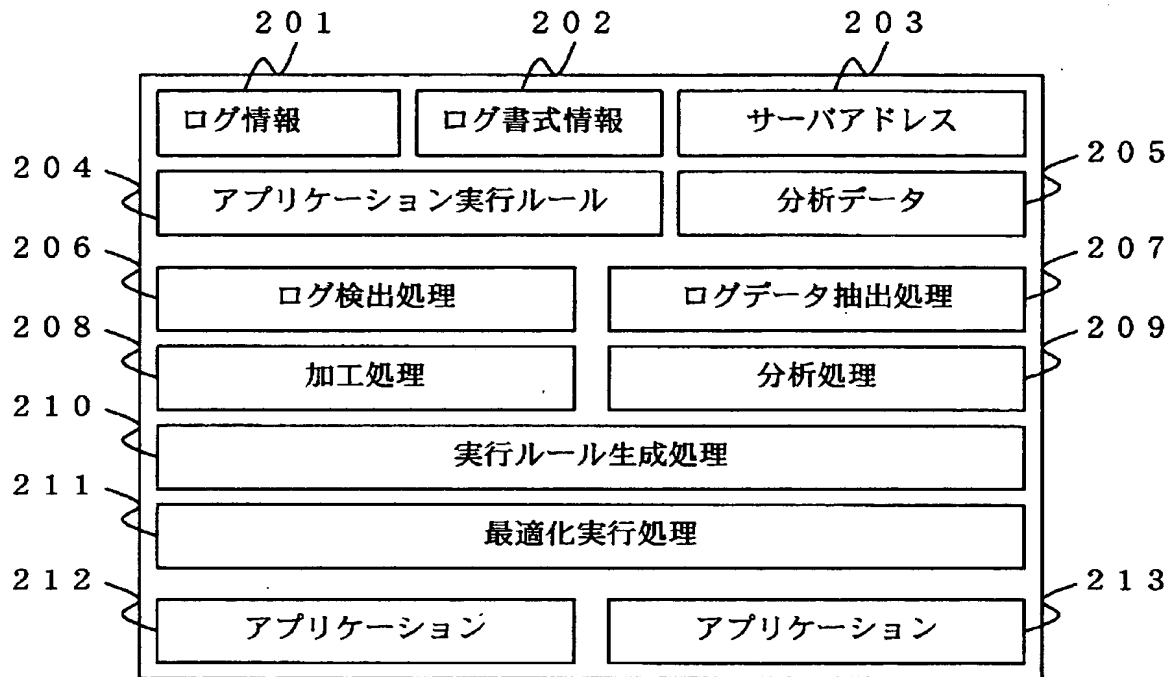 ２０１ ２０２ ２０３
ログ情報 ログ書式情報 サーバアドレス
２０４ アプリケーション実行ルール 分析データ ２０５
２０６ ログ検出処理 ログデータ抽出処理 ２０７
２０８ 加工処理 分析処理 ２０９
２１０ 実行ルール生成処理
２１１ 最適化実行処理
２１２ アプリケーション アプリケーション ２１３